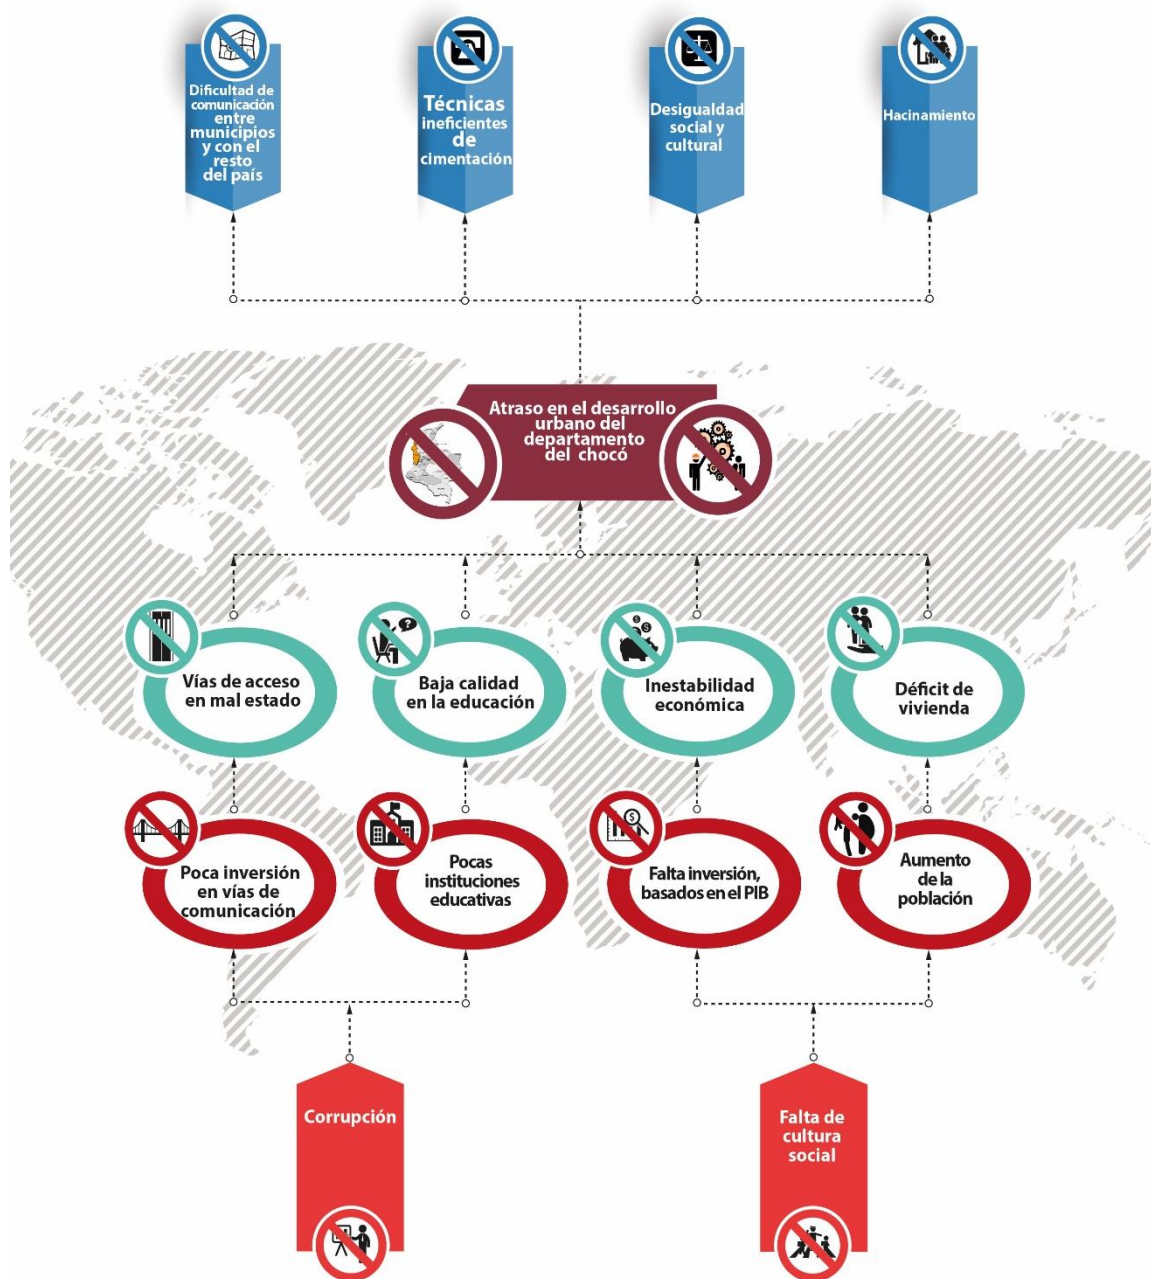 Dificultad de
comunicación
entre
municipios
y con el
resto
del país
Técnicas
ineficientes
de
cimentación
Desigualdad
social y
cultural
Hacinamiento
Atraso en el desarrollo
urbano del
departamento
del chocó
Vías de acceso
en mal estado
Baja calidad
en la educación
Inestabilidad
económica
Déficit de
vivienda
Poca inversión
en vías de
comunicación
Pocas
instituciones
educativas
Falta inversión,
basados en el PIB
Aumento
de la
población
Corrupción
Falta de
cultura
social